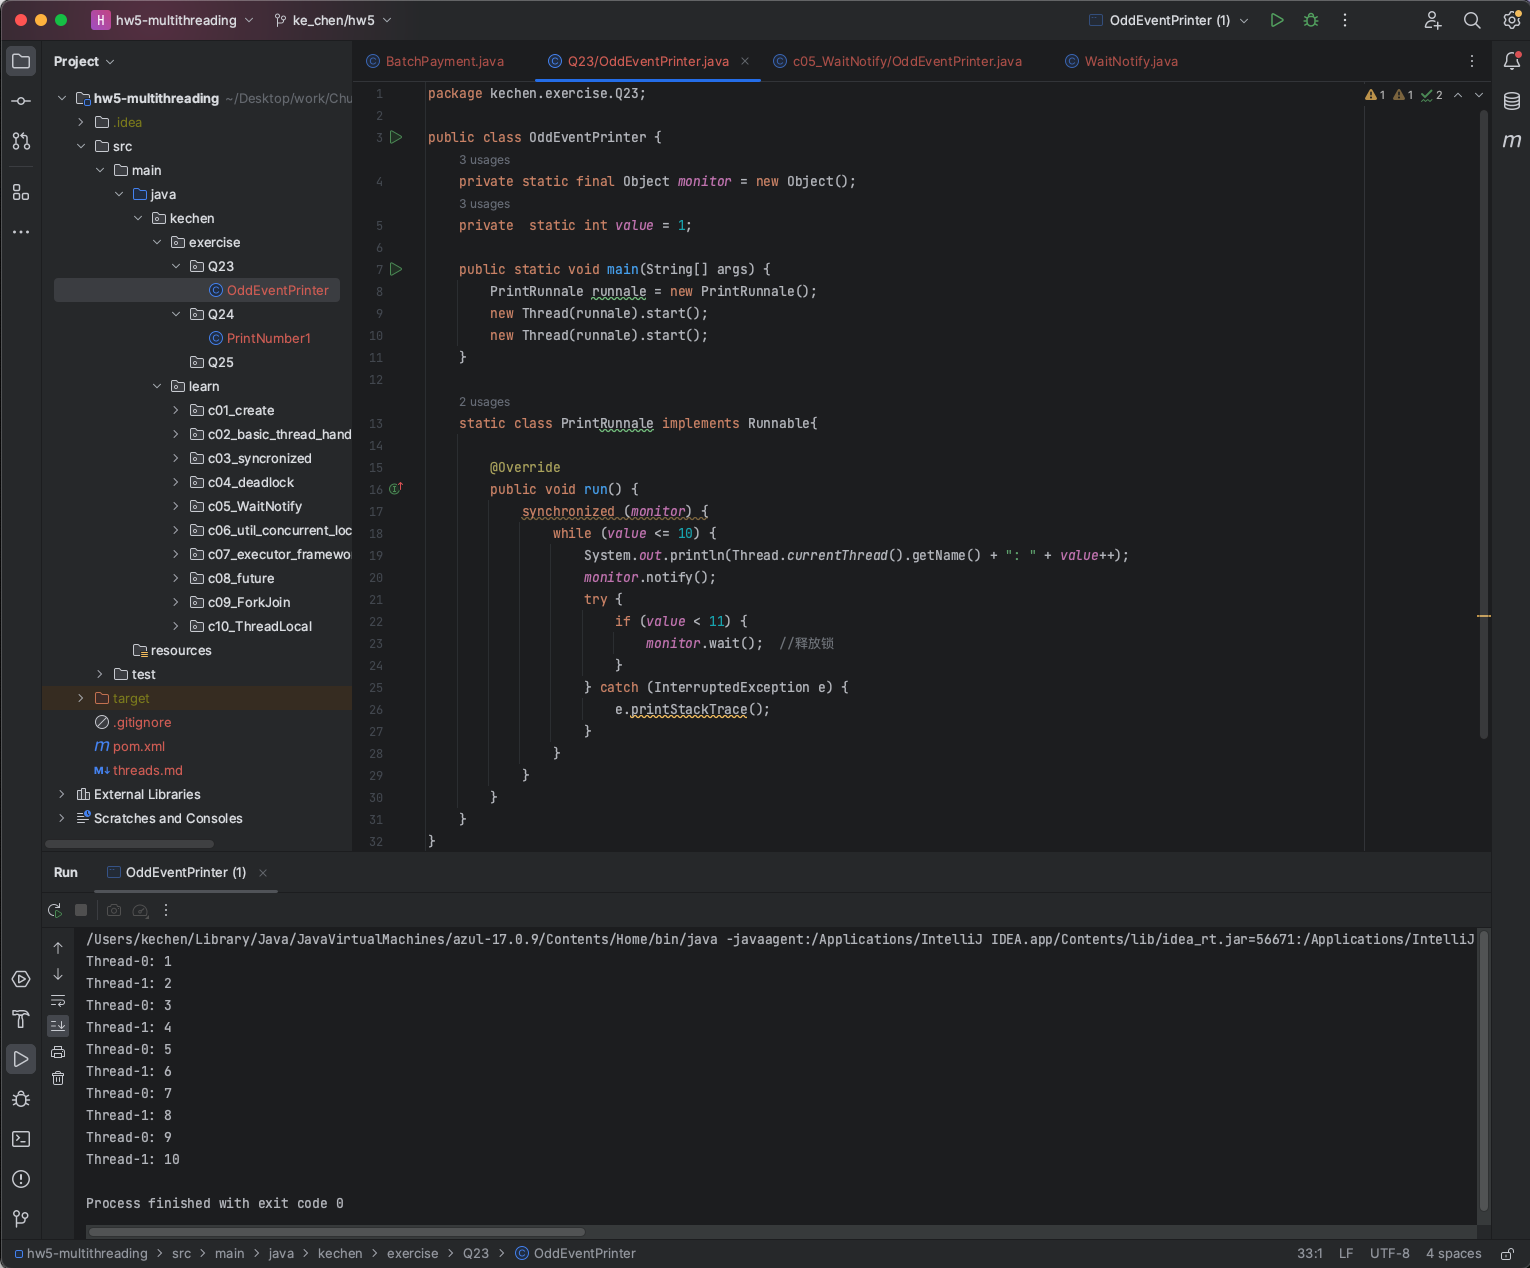 H hw5-multithreading ke_chen/hw5 OddEventPrinter (1)
Project
BatchPayment.java Q23/OddEventPrinter.java c05_WaitNotify/OddEventPrinter.java WaitNotify.java
hw5-multithreading ~/Desktop/work/Chu
.idea
src
main
java
kechen
exercise
Q23
OddEventPrinter
Q24
PrintNumber1
Q25
learn
c01_create
c02_basic_thread_hand
c03_syncronized
c04_deadlock
c05_WaitNotify
c06_util_concurrent_loc
c07_executor_framewo
c08_future
c09_ForkJoin
c10_ThreadLocal
resources
test
target
.gitignore
m pom.xml
M↓ threads.md
External Libraries
Scratches and Consoles
1 1 2
m
1 package kechen.exercise.Q23;
2
3 public class OddEventPrinter {
3 usages
4 private static final Object monitor = new Object();
3 usages
5 private  static int value = 1;
6
7 public static void main(String[] args) {
8 PrintRunnale runnale = new PrintRunnale();
9 new Thread(runnale).start();
10 new Thread(runnale).start();
11 }
12
2 usages
13 static class PrintRunnale implements Runnable{
14
15 @Override
16 public void run() {
17 synchronized (monitor) {
18 while (value <= 10) {
19 System.out.println(Thread.currentThread().getName() + ": " + value++);
20 monitor.notify();
21 try {
22 if (value < 11) {
23 monitor.wait();  //释放锁
24 }
25 } catch (InterruptedException e) {
26 e.printStackTrace();
27 }
28 }
29 }
30 }
31 }
32 }
Run OddEventPrinter (1)
/Users/kechen/Library/Java/JavaVirtualMachines/azul-17.0.9/Contents/Home/bin/java -javaagent:/Applications/IntelliJ IDEA.app/Contents/lib/idea_rt.jar=56671:/Applications/IntelliJ
Thread-0: 1
Thread-1: 2
Thread-0: 3
Thread-1: 4
Thread-0: 5
Thread-1: 6
Thread-0: 7
Thread-1: 8
Thread-0: 9
Thread-1: 10
Process finished with exit code 0
hw5-multithreading > src > main > java > kechen > exercise > Q23 > OddEventPrinter 33:1 LF UTF-8 4 spaces